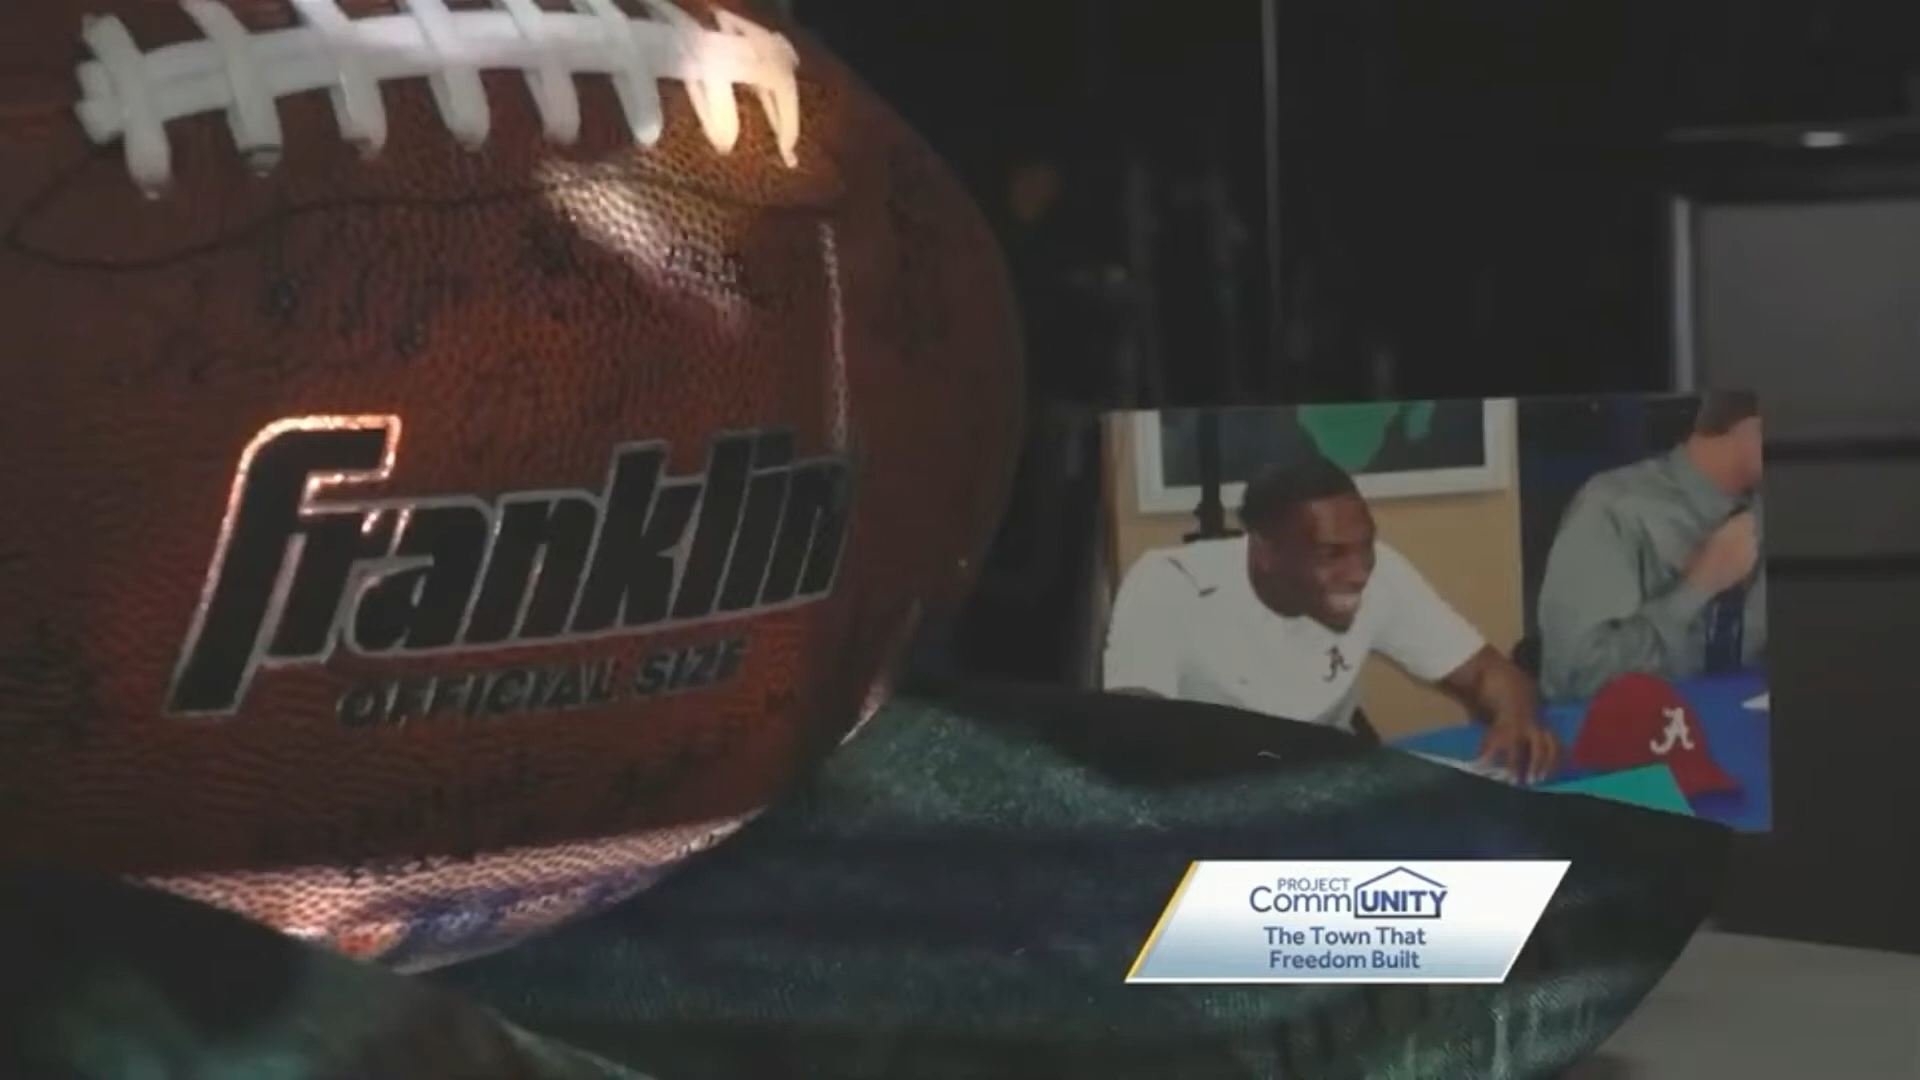 Franklin
OFFICIAL SIZE
A
A
PROJECT
CommUNITY
The Town That
Freedom Built